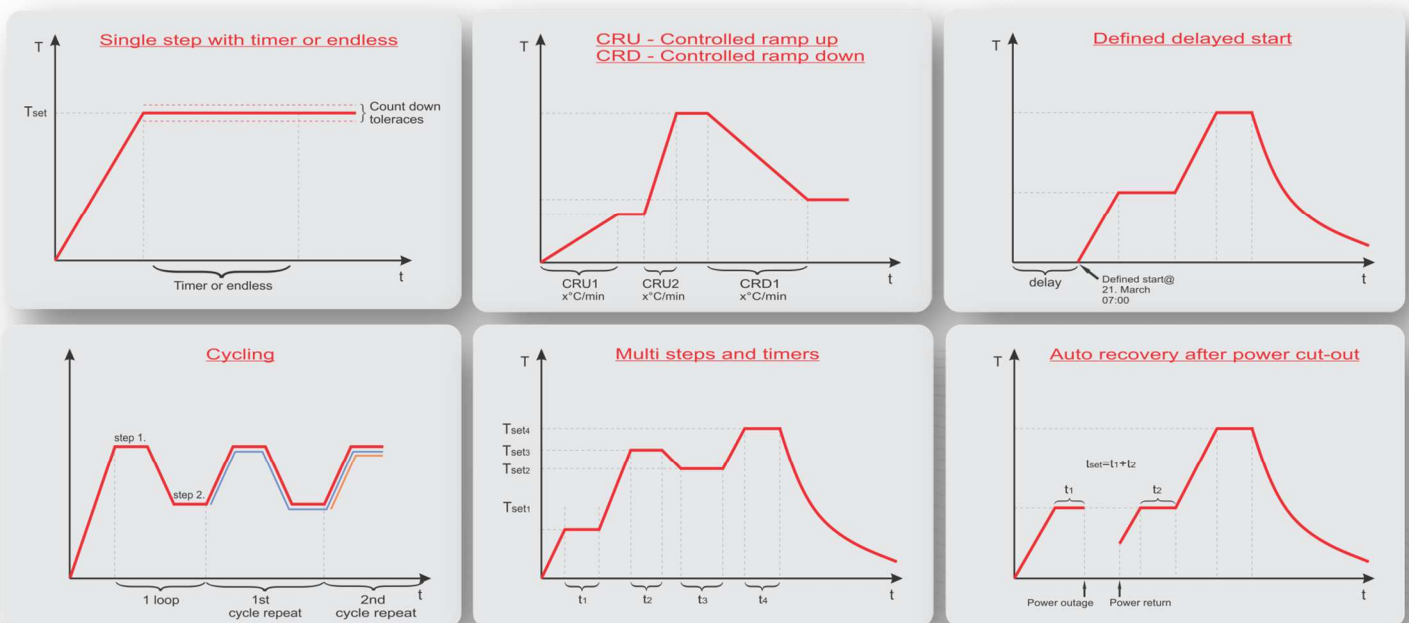 Single step with timer or endless
T
Tset
Count down
toleraces
t
Timer or endless
CRU - Controlled ramp up
CRD - Controlled ramp down
T
t
CRU1
x°C/min
CRU2
x°C/min
CRD1
x°C/min
Defined delayed start
T
t
delay
Defined start@
21. March
07:00
Cycling
step 1.
step 2.
t
1 loop
1st
cycle repeat
2nd
cycle repeat
Multi steps and timers
T
Tset4
Tset3
Tset2
Tset1
t1
t2
t3
t4
t
Auto recovery after power cut-out
T
tset=t1+t2
t1
t2
t
Power outage
Power return